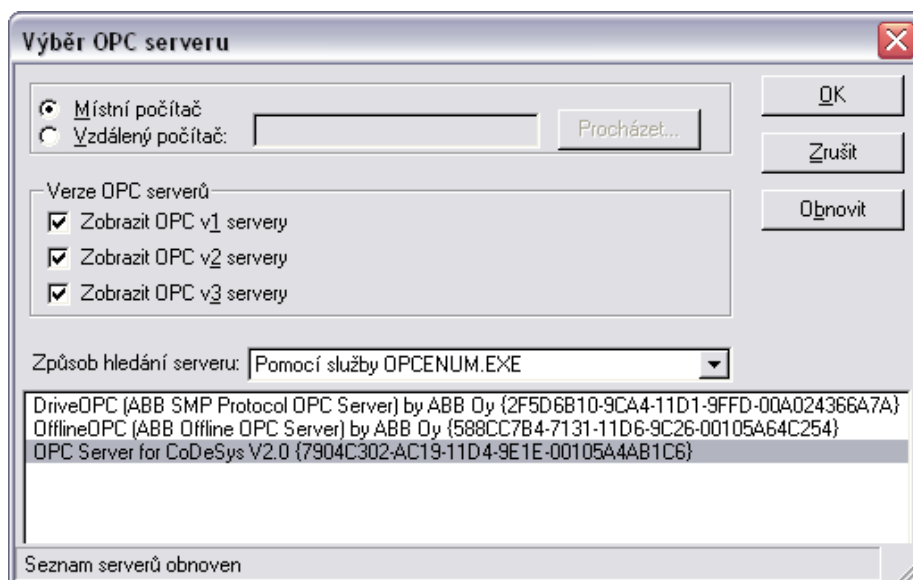 Výběr OPC serveru
Místní počítač
Vzdálený počítač:
Procházet...
OK
Zrušit
Obnovit
Verze OPC serverů
Zobrazit OPC v1 servery
Zobrazit OPC v2 servery
Zobrazit OPC v3 servery
Způsob hledání serveru: Pomocí služby OPCENUM.EXE
DriveOPC (ABB SMP Protocol OPC Server) by ABB Oy {2F5D6B10-9CA4-11D1-9FFD-00A024366A7A}
OfflineOPC (ABB Offline OPC Server) by ABB Oy {588CC7B4-7131-11D6-9C26-00105A64C254}
OPC Server for CoDeSys V2.0 {7904C302-AC19-11D4-9E1E-00105A4AB1C6}
Seznam serverů obnoven